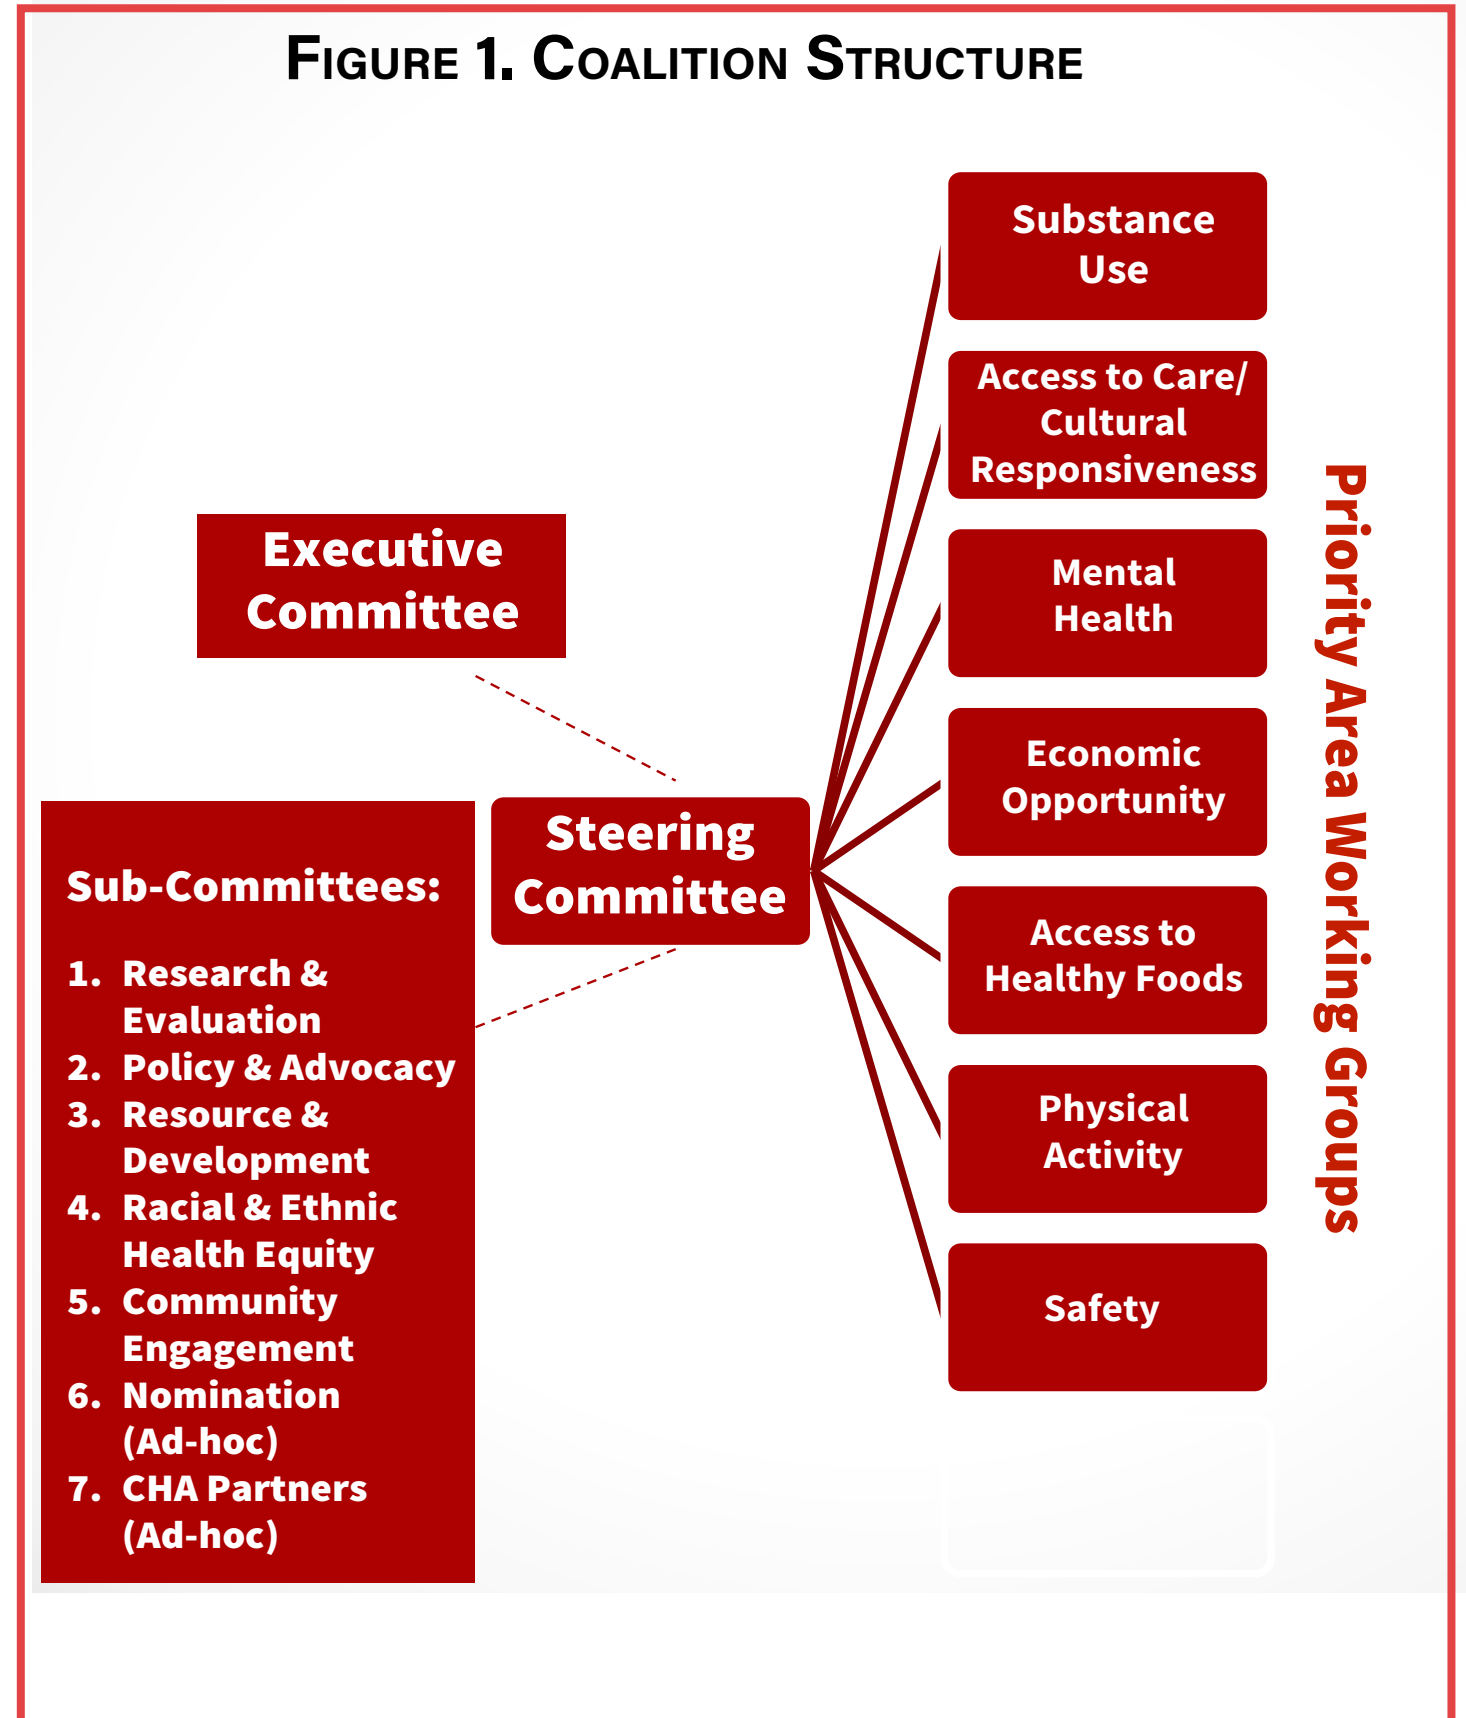 FIGURE 1. COALITION STRUCTURE
Executive
Committee
Sub-Committees:
1. Research &
Evaluation
2. Policy & Advocacy
3. Resource &
Development
4. Racial & Ethnic
Health Equity
5. Community
Engagement
6. Nomination
(Ad-hoc)
7. CHA Partners
(Ad-hoc)
Steering
Committee
Substance
Use
Access to Care/
Cultural
Responsiveness
Mental
Health
Economic
Opportunity
Access to
Healthy Foods
Physical
Activity
Safety
Priority Area Working Groups